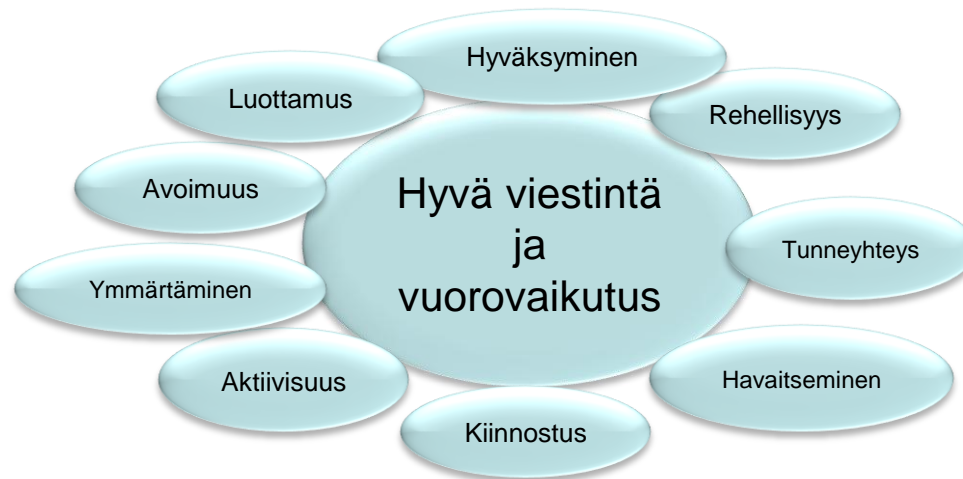 Hyväksyminen
Luottamus
Rehellisyys
Avoimuus
Hyvä viestintä
ja
vuorovaikutus
Tunneyhteys
Ymmärtäminen
Aktiivisuus
Havaitseminen
Kiinnostus